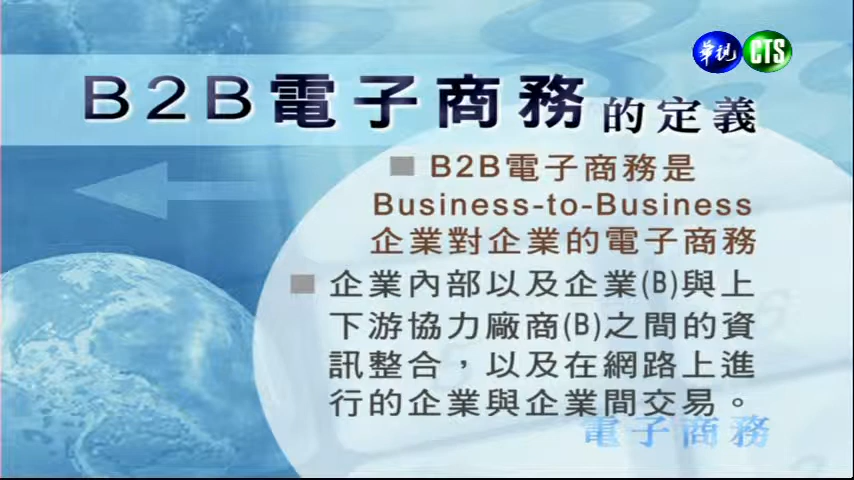 華視 CTS
B2B電子商務的定義
B2B電子商務是
Business-to-Business
企業對企業的電子商務
企業內部以及企業(B)與上
下游協力廠商(B)之間的資
訊整合，以及在網路上進
行的企業與企業間交易。
電子商務